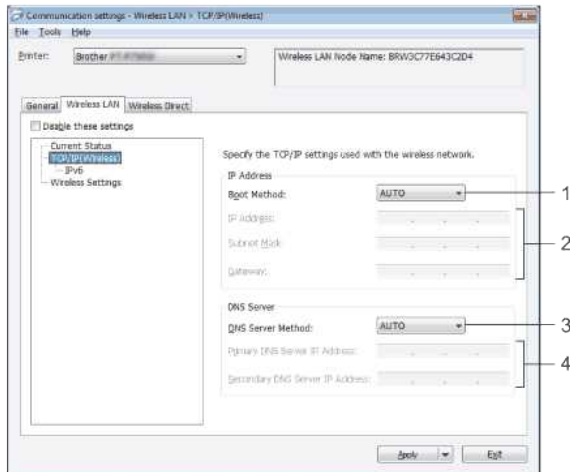 Communication settings - Wireless LAN > TCP/IP(Wireless)
File Tools Help
Printer: Brother
Wireless LAN Node Name: BRW3C77E643C2D4
General Wireless LAN Wireless Direct
Disable these settings
Current Status
TCP/IP(Wireless)
IPv6
Wireless Settings
Specify the TCP/IP settings used with the wireless network.
IP Address
Boot Method: AUTO 1
IP Address:
Subnet Mask: 2
Gateway:
DNS Server
DNS Server Method: AUTO 3
Primary DNS Server IP Address: 4
Secondary DNS Server IP Address:
Apply Exit